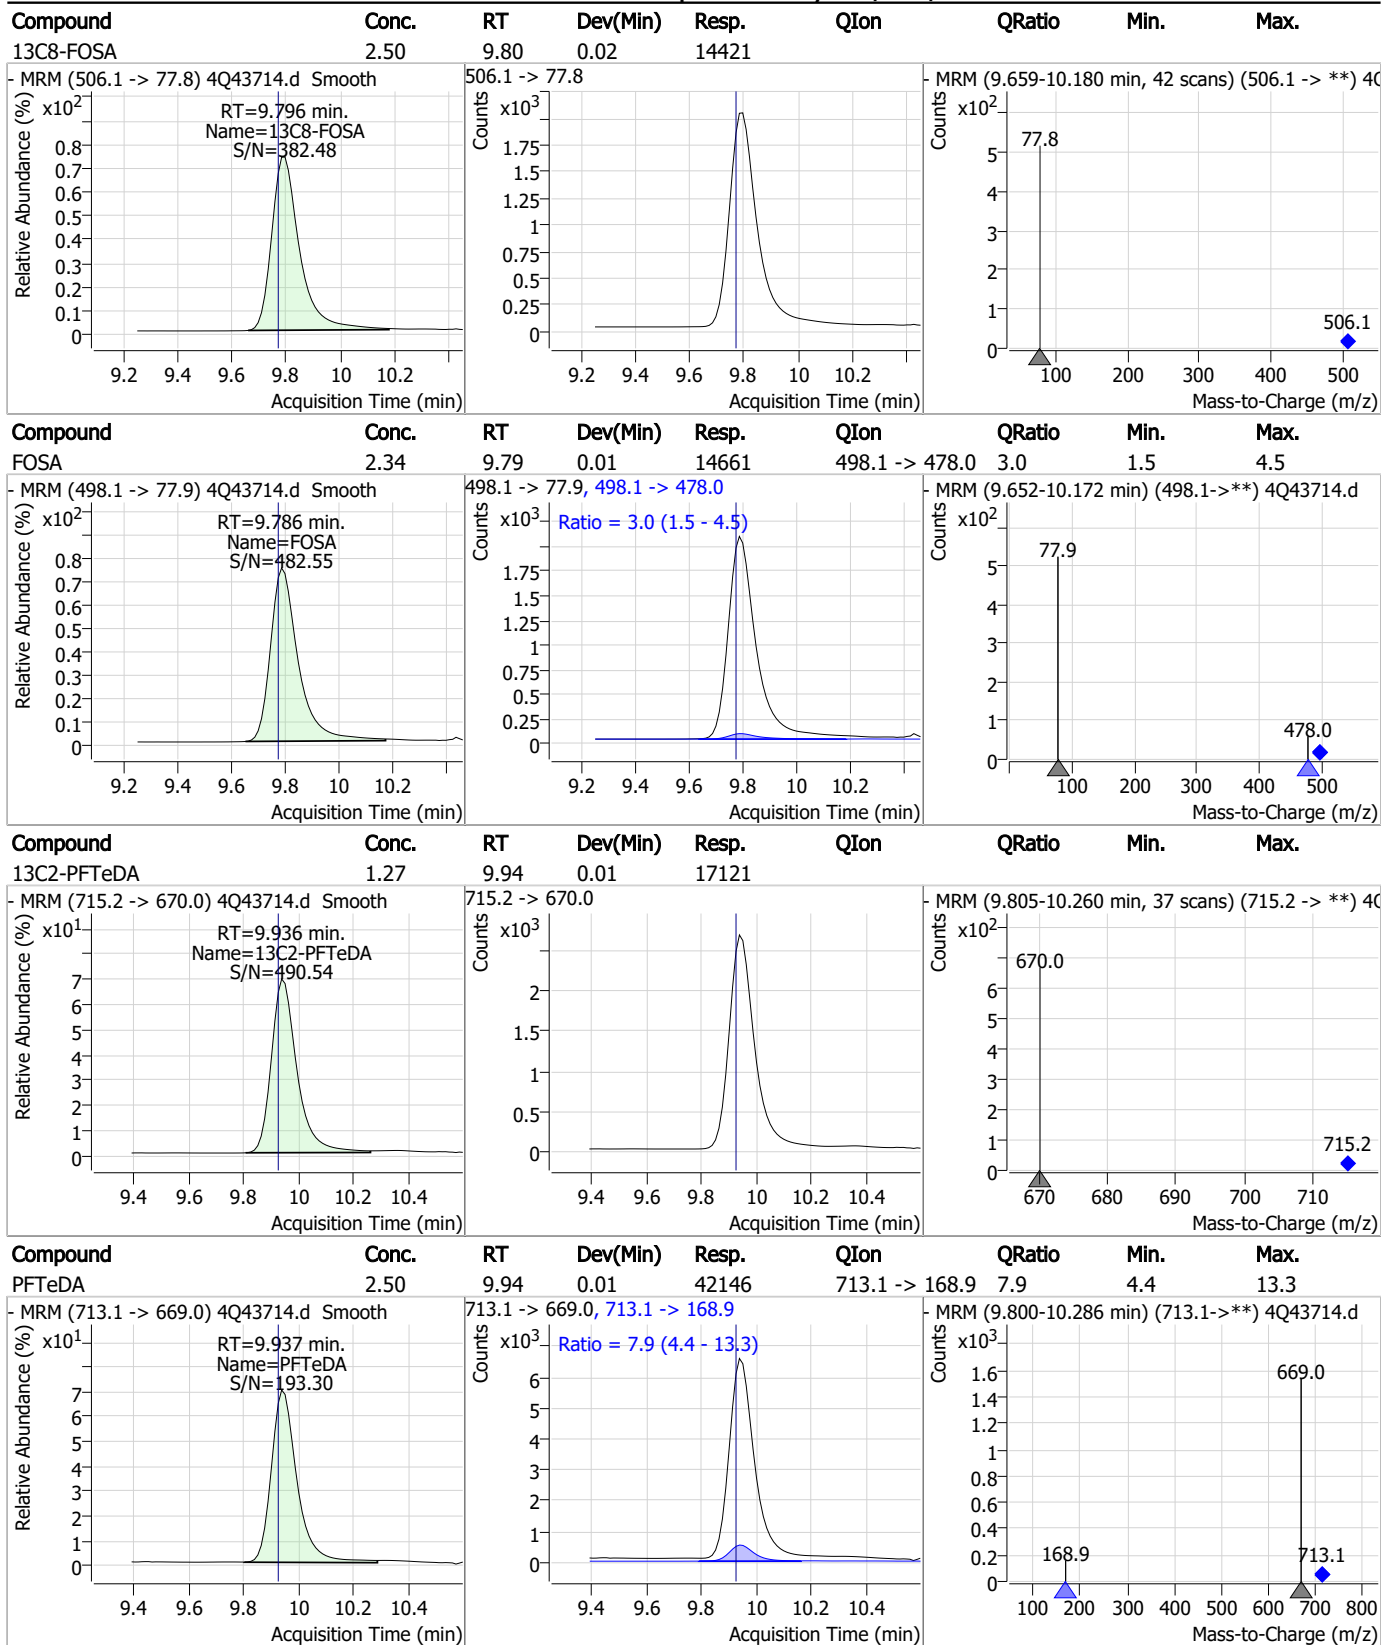 Compound Conc. RT Dev(Min) Resp. QIon QRatio Min. Max.
13C8-FOSA 2.50 9.80 0.02 14421
- MRM (506.1 -> 77.8) 4Q43714.d Smooth
Relative Abundance (%)
x10²
RT=9.796 min.
Name=13C8-FOSA
S/N=382.48
0.8
0.7
0.6
0.5
0.4
0.3
0.2
0.1
0
9.2 9.4 9.6 9.8 10 10.2
Acquisition Time (min)
506.1 -> 77.8
Counts
x10³
1.75
1.5
1.25
1
0.75
0.5
0.25
0
9.2 9.4 9.6 9.8 10 10.2
Acquisition Time (min)
- MRM (9.659-10.180 min, 42 scans) (506.1 -> **)
Counts
x10²
77.8
5
4
3
2
1
0
506.1
100 200 300 400 500
Mass-to-Charge (m/z)
Compound Conc. RT Dev(Min) Resp. QIon QRatio Min. Max.
FOSA 2.34 9.79 0.01 14661 498.1 -> 478.0 3.0 1.5 4.5
- MRM (498.1 -> 77.9) 4Q43714.d Smooth
Relative Abundance (%)
x10²
RT=9.786 min.
Name=FOSA
S/N=482.55
0.8
0.7
0.6
0.5
0.4
0.3
0.2
0.1
0
9.2 9.4 9.6 9.8 10 10.2
Acquisition Time (min)
498.1 -> 77.9, 498.1 -> 478.0
Counts
x10³
Ratio = 3.0 (1.5 - 4.5)
1.75
1.5
1.25
1
0.75
0.5
0.25
0
9.2 9.4 9.6 9.8 10 10.2
Acquisition Time (min)
- MRM (9.652-10.172 min) (498.1->**) 4Q43714.d
Counts
x10²
77.9
5
4
3
2
1
0
478.0
100 200 300 400 500
Mass-to-Charge (m/z)
Compound Conc. RT Dev(Min) Resp. QIon QRatio Min. Max.
13C2-PFTeDA 1.27 9.94 0.01 17121
- MRM (715.2 -> 670.0) 4Q43714.d Smooth
Relative Abundance (%)
x10¹
RT=9.936 min.
Name=13C2-PFTeDA
S/N=490.54
7
6
5
4
3
2
1
0
9.4 9.6 9.8 10 10.2 10.4
Acquisition Time (min)
715.2 -> 670.0
Counts
x10³
2
1.5
1
0.5
0
9.4 9.6 9.8 10 10.2 10.4
Acquisition Time (min)
- MRM (9.805-10.260 min, 37 scans) (715.2 -> **)
Counts
x10²
670.0
6
5
4
3
2
1
0
715.2
670 680 690 700 710
Mass-to-Charge (m/z)
Compound Conc. RT Dev(Min) Resp. QIon QRatio Min. Max.
PFTeDA 2.50 9.94 0.01 42146 713.1 -> 168.9 7.9 4.4 13.3
- MRM (713.1 -> 669.0) 4Q43714.d Smooth
Relative Abundance (%)
x10¹
RT=9.937 min.
Name=PFTeDA
S/N=193.30
7
6
5
4
3
2
1
0
9.4 9.6 9.8 10 10.2 10.4
Acquisition Time (min)
713.1 -> 669.0, 713.1 -> 168.9
Counts
x10³
Ratio = 7.9 (4.4 - 13.3)
6
5
4
3
2
1
0
9.4 9.6 9.8 10 10.2 10.4
Acquisition Time (min)
- MRM (9.800-10.286 min) (713.1->**) 4Q43714.d
Counts
x10³
1.6
669.0
1.4
1.2
1
0.8
0.6
0.4
0.2
0
168.9
713.1
100 200 300 400 500 600 700 800
Mass-to-Charge (m/z)